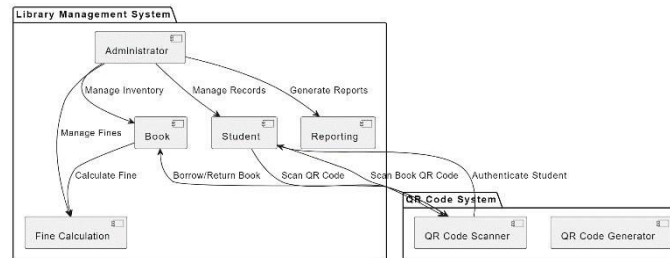 Library Management System
Administrator
Manage Inventory
Manage Records
Generate Reports
Manage Fines
Book
Student
Reporting
Calculate Fine
Borrow/Return Book
Scan QR Code
Scan Book QR Code
Authenticate Student
QR Code System
Fine Calculation
QR Code Scanner
QR Code Generator